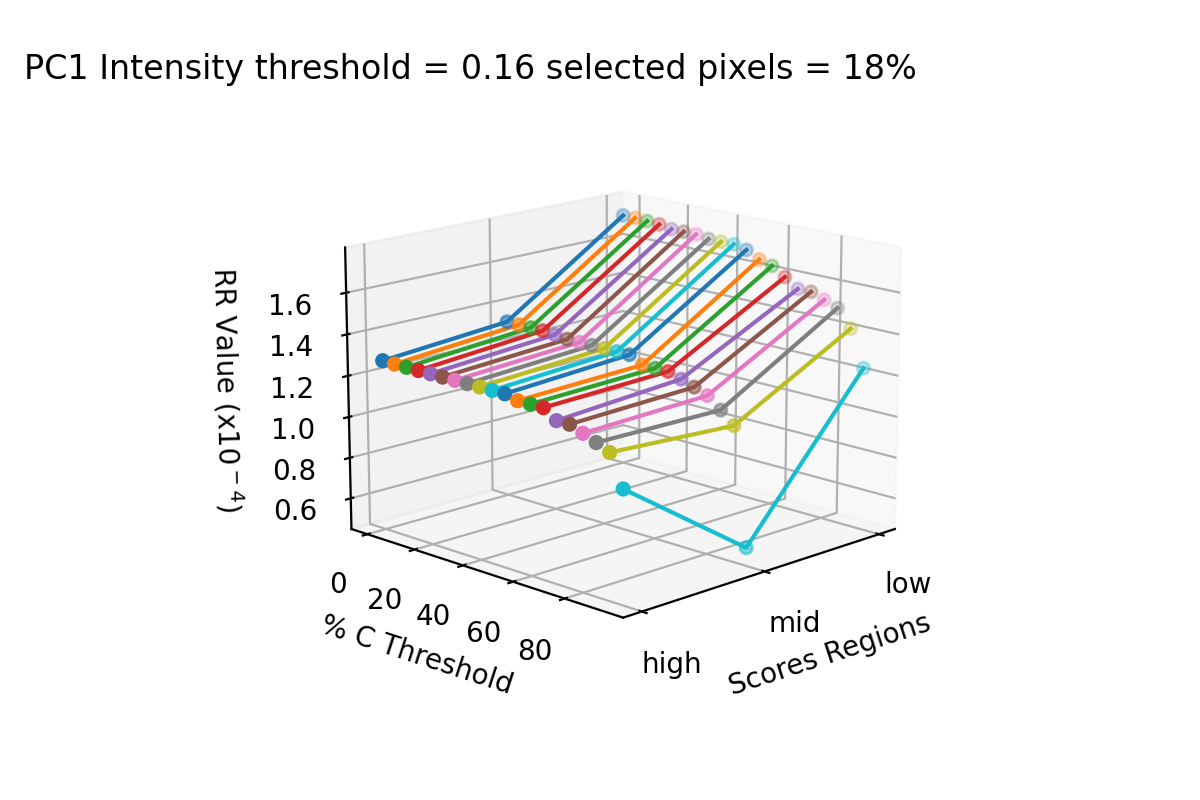 PC1 Intensity threshold = 0.16 selected pixels = 18%
RR Value (x10⁻⁴)
1.6
1.4
1.2
1.0
0.8
0.6
0
20
40
60
80
% C Threshold
high
mid
low
Scores Regions